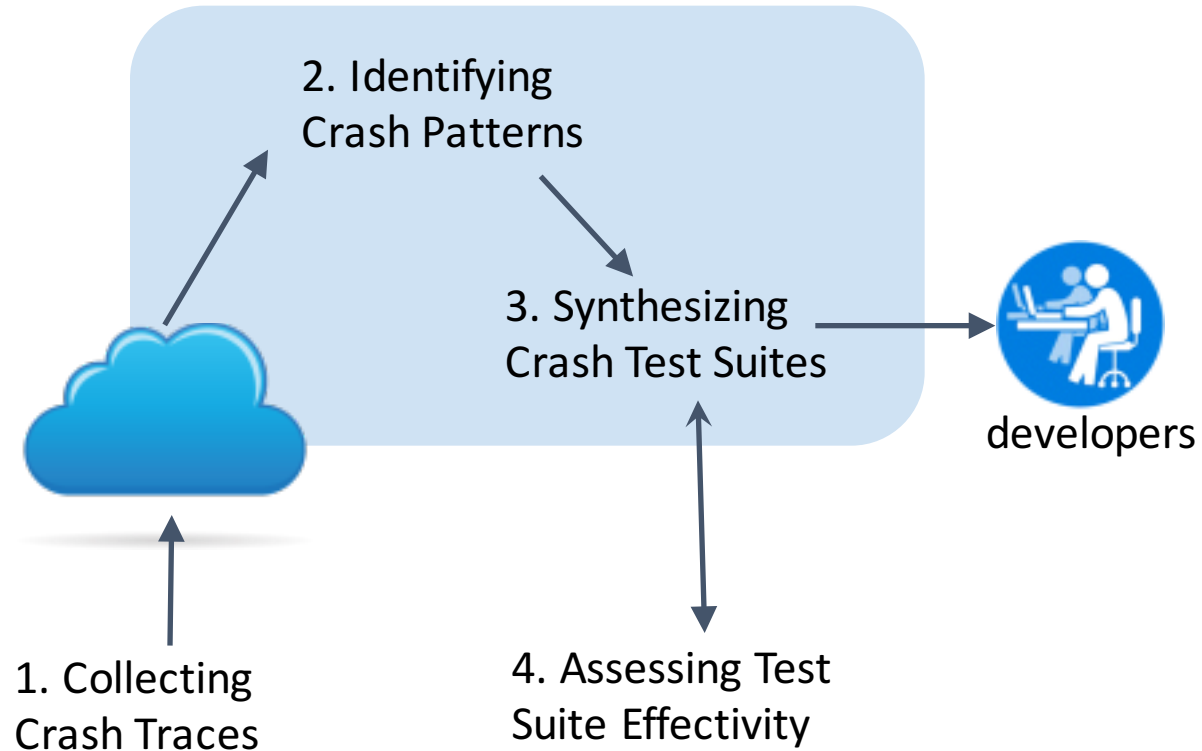 2. Identifying
Crash Patterns
3. Synthesizing
Crash Test Suites
developers
1. Collecting
Crash Traces
4. Assessing Test
Suite Effectivity